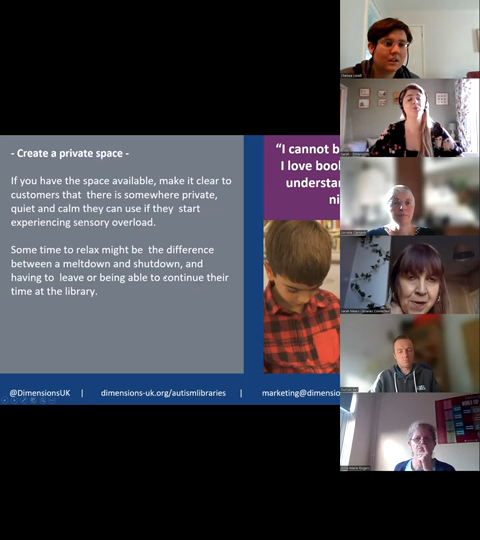 - Create a private space -
If you have the space available, make it clear to
customers that there is somewhere private,
quiet and calm they can use if they start
experiencing sensory overload.
Some time to relax might be the difference
between a meltdown and shutdown, and
having to leave or being able to continue their
time at the library.
“I cannot b
I love boo
understa
ni
@DimensionsUK | dimensions-uk.org/autismlibraries | marketing@dimensio